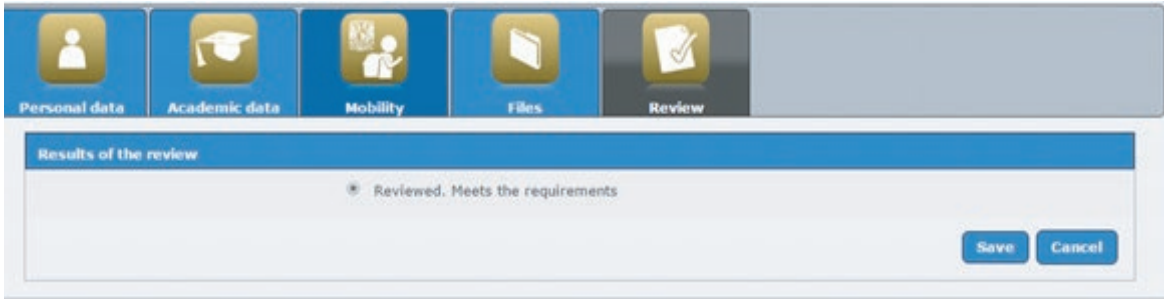 Personal data Academic data Mobility Files Review
Results of the review
Reviewed. Meets the requirements
Save Cancel